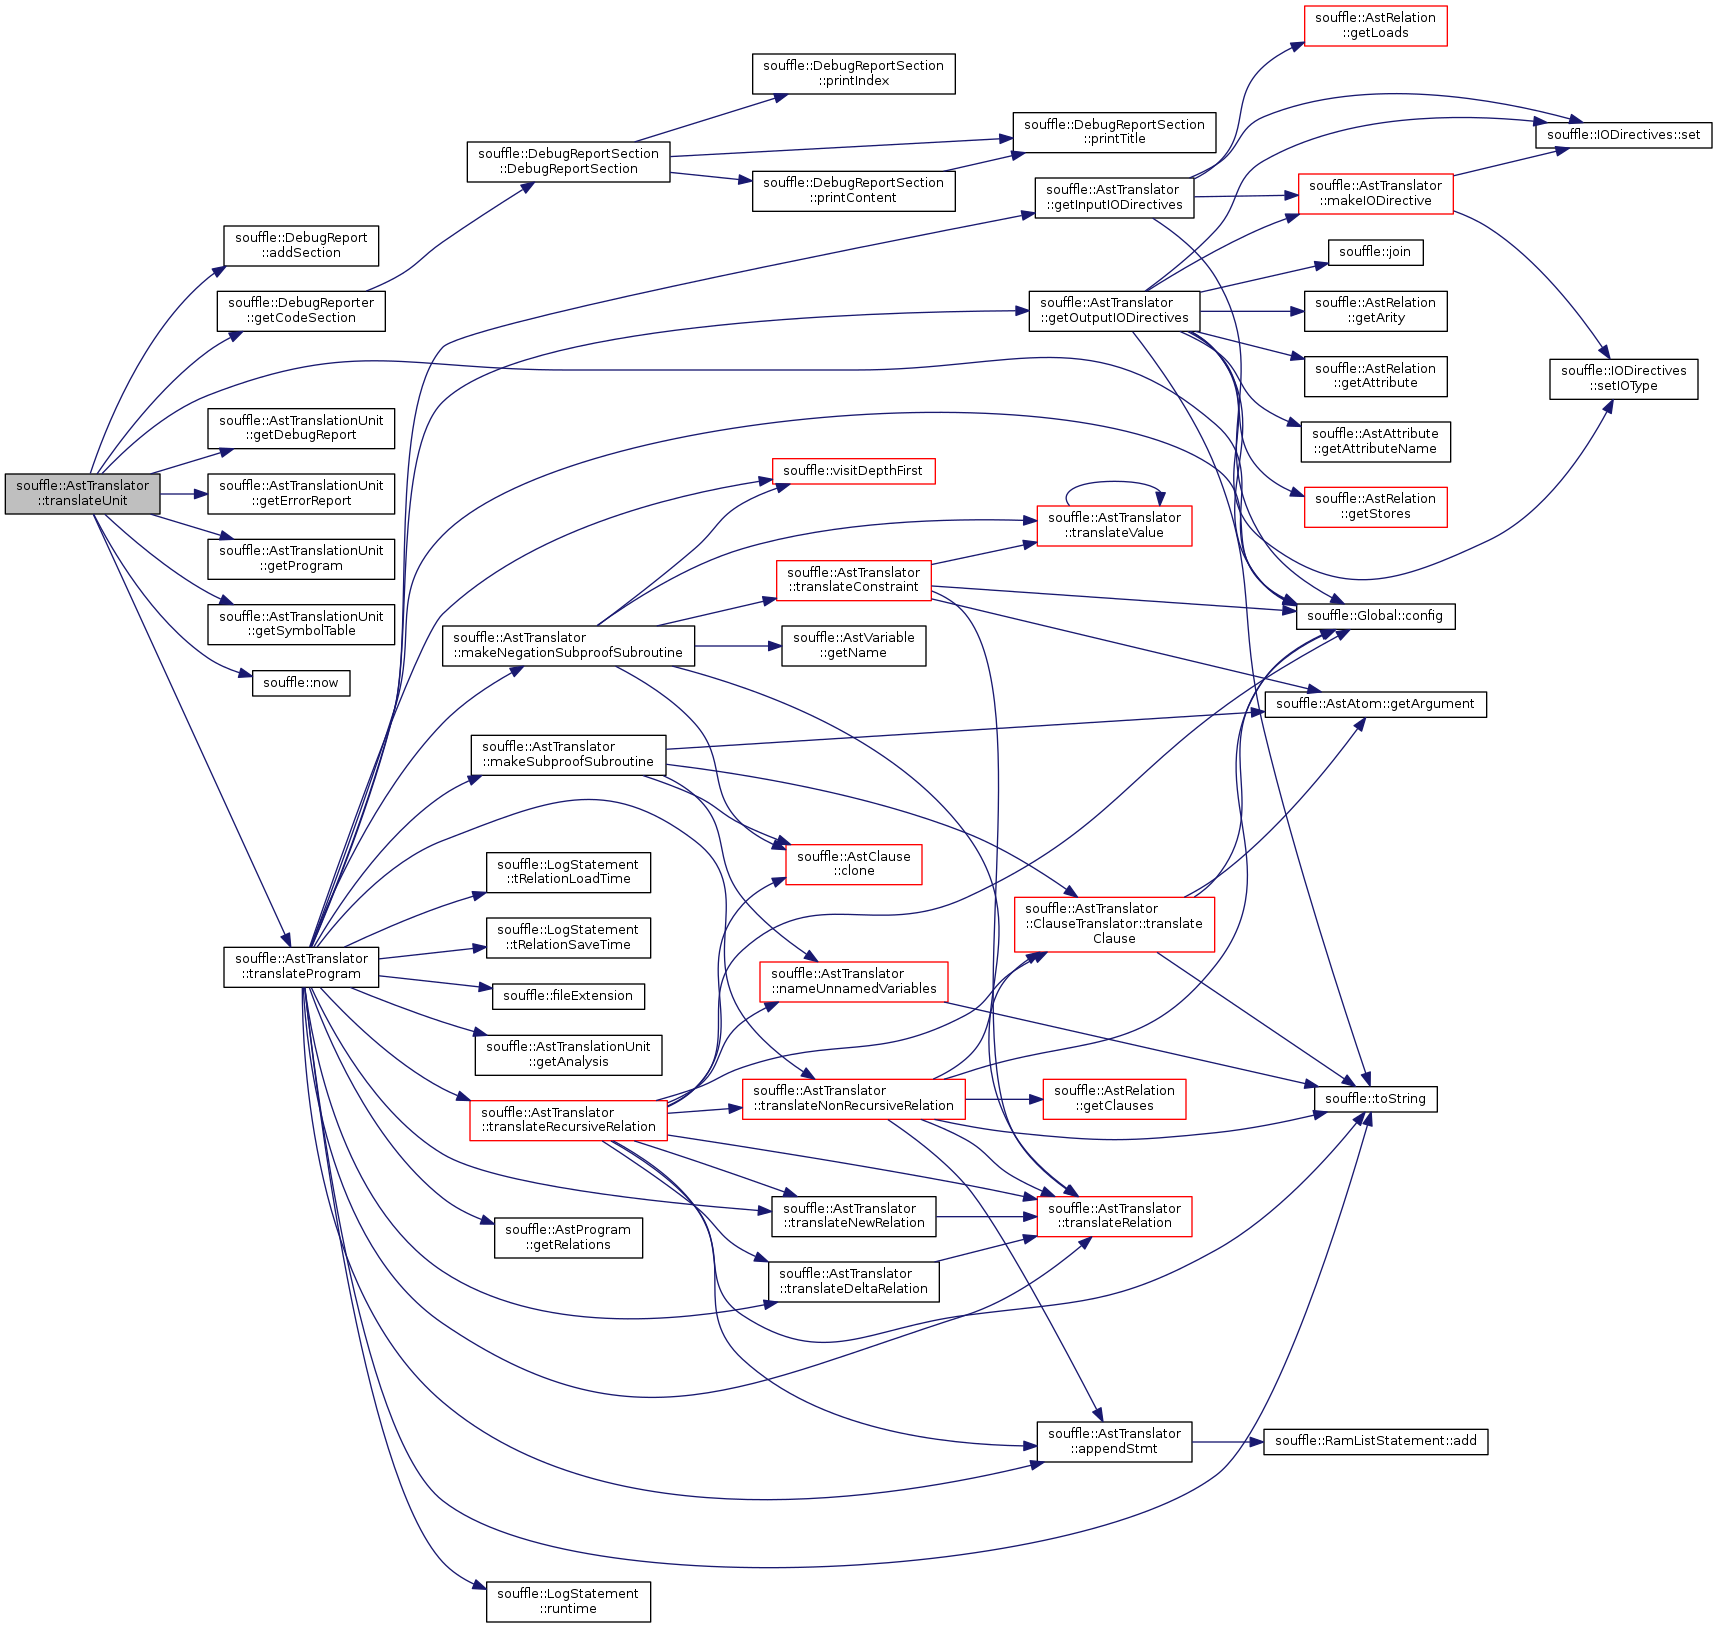 souffle::AstTranslator
::translateUnit
souffle::DebugReport
::addSection
souffle::DebugReporter
::getCodeSection
souffle::AstTranslationUnit
::getDebugReport
souffle::AstTranslationUnit
::getErrorReport
souffle::AstTranslationUnit
::getProgram
souffle::AstTranslationUnit
::getSymbolTable
souffle::now
souffle::AstTranslator
::translateProgram
souffle::DebugReportSection
::DebugReportSection
souffle::AstTranslator
::makeNegationSubproofSubroutine
souffle::AstTranslator
::makeSubproofSubroutine
souffle::LogStatement
::tRelationLoadTime
souffle::LogStatement
::tRelationSaveTime
souffle::fileExtension
souffle::AstTranslationUnit
::getAnalysis
souffle::AstTranslator
::translateRecursiveRelation
souffle::AstProgram
::getRelations
souffle::LogStatement
::runtime
souffle::DebugReportSection
::printIndex
souffle::DebugReportSection
::printContent
souffle::visitDepthFirst
souffle::AstTranslator
::translateConstraint
souffle::AstVariable
::getName
souffle::AstClause
::clone
souffle::AstTranslator
::nameUnnamedVariables
souffle::AstTranslator
::translateNonRecursiveRelation
souffle::AstTranslator
::translateNewRelation
souffle::AstTranslator
::translateDeltaRelation
souffle::DebugReportSection
::printTitle
souffle::AstTranslator
::getInputIODirectives
souffle::AstTranslator
::getOutputIODirectives
souffle::AstTranslator
::translateValue
souffle::AstTranslator
::ClauseTranslator::translate
Clause
souffle::AstRelation
::getClauses
souffle::AstTranslator
::translateRelation
souffle::AstTranslator
::appendStmt
souffle::AstRelation
::getLoads
souffle::AstTranslator
::makeIODirective
souffle::join
souffle::AstRelation
::getArity
souffle::AstRelation
::getAttribute
souffle::AstAttribute
::getAttributeName
souffle::AstRelation
::getStores
souffle::Global::config
souffle::AstAtom::getArgument
souffle::toString
souffle::RamListStatement::add
souffle::IODirectives::set
souffle::IODirectives
::setIOType